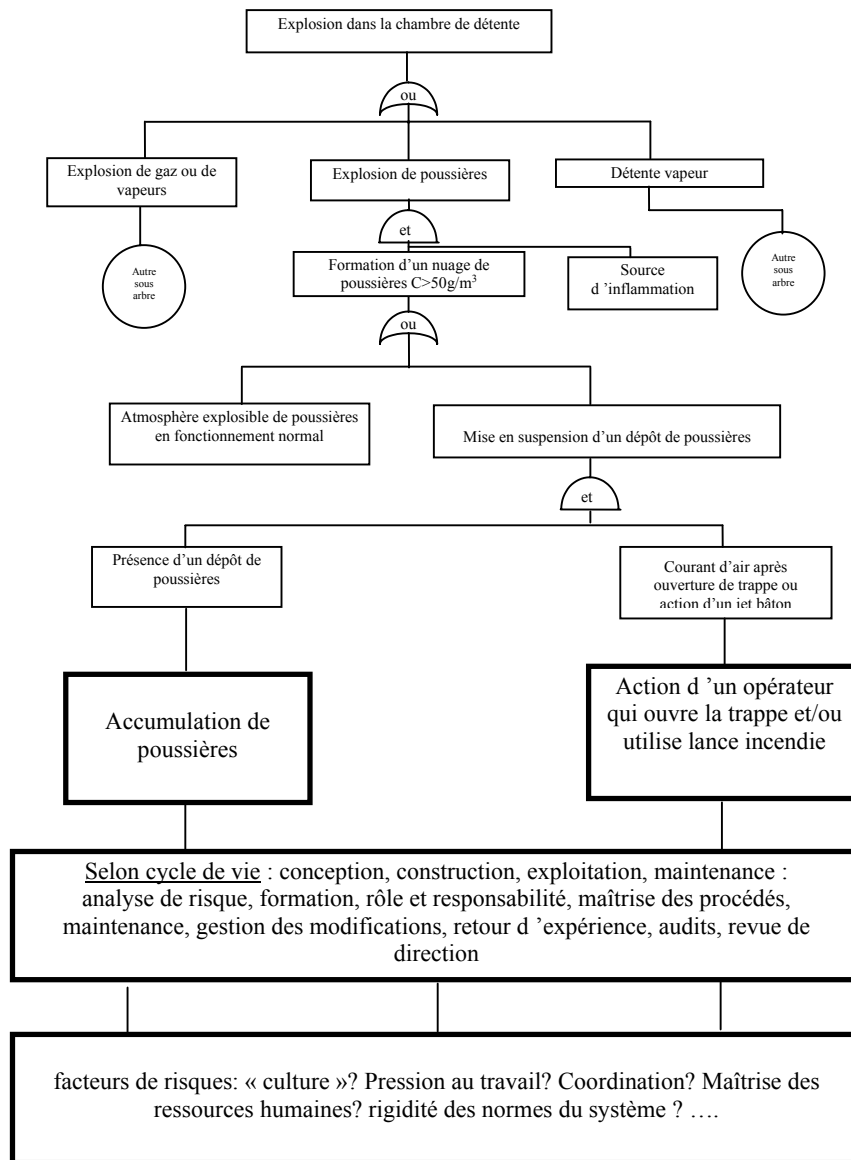 Explosion dans la chambre de détente
ou
Explosion de gaz ou de
vapeurs
Explosion de poussières
Détente vapeur
et
Autre
sous
arbre
Formation d’un nuage de
poussières C>50g/m³
Source
d ’inflammation
Autre
sous
arbre
ou
Atmosphère explosible de poussières
en fonctionnement normal
Mise en suspension d’un dépôt de poussières
et
Présence d’un dépôt de
poussières
Courant d’air après
ouverture de trappe ou
action d’un jet bâton
Accumulation de
poussières
Action d ’un opérateur
qui ouvre la trappe et/ou
utilise lance incendie
Selon cycle de vie : conception, construction, exploitation, maintenance :
analyse de risque, formation, rôle et responsabilité, maîtrise des procédés,
maintenance, gestion des modifications, retour d ’expérience, audits, revue de
direction
facteurs de risques: « culture »? Pression au travail? Coordination? Maîtrise des
ressources humaines? rigidité des normes du système ? ….